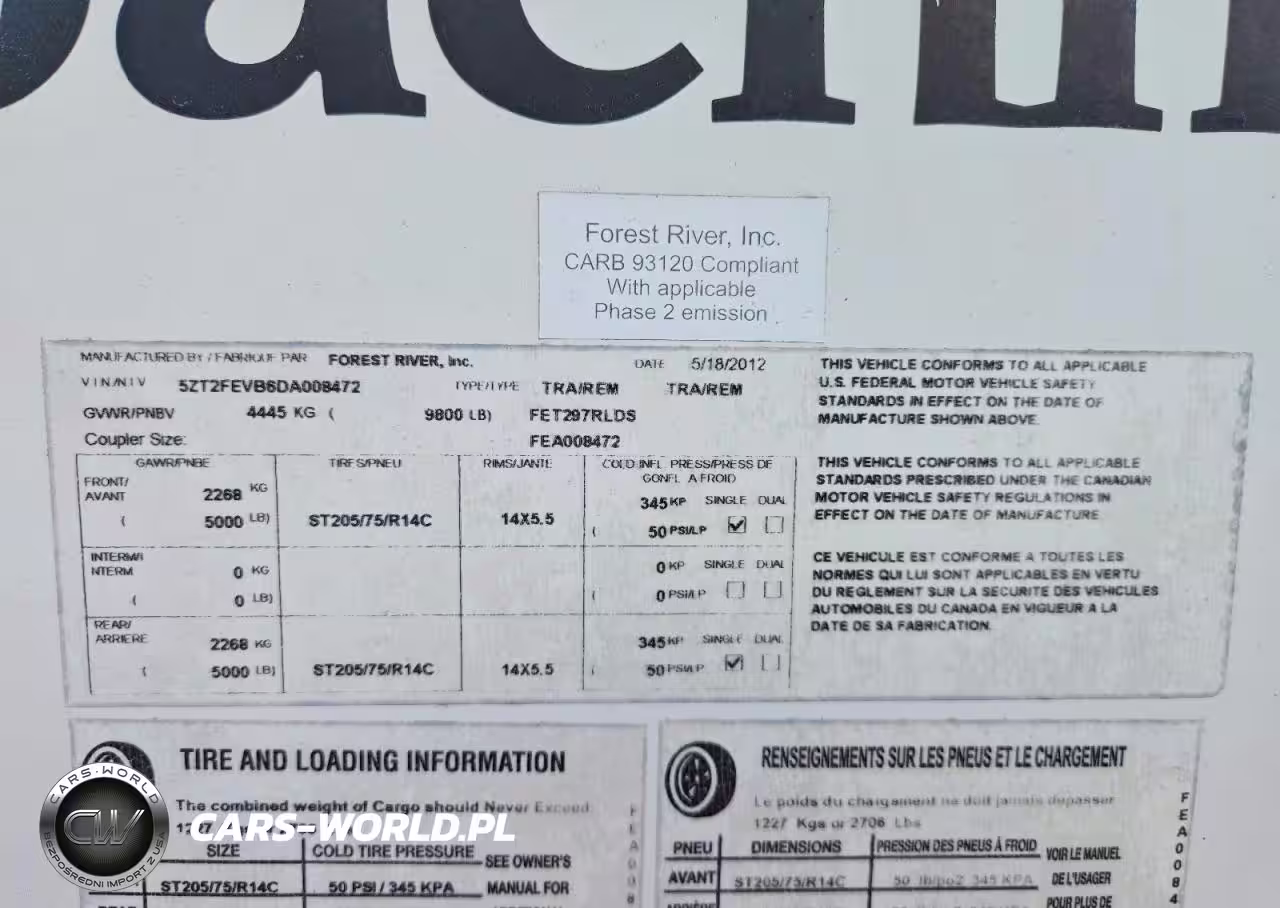 Forest River, Inc.
CARB 93120 Compliant
With applicable
Phase 2 emission
MANUFACTURED BY / FABRIQUE PAR FOREST RIVER, Inc. DATE 5/18/2012
VIN/NIV 5ZT2FEVB6DA008472 TYPE/TYPE TRA/REM TRA/REM
GVWR/PNBV 4445 KG ( 9800 LB) FET297RLDS
Coupler Size: FEA008472
GAWR/PNBE TIRES/PNEU RIMS/JANTE COLD INFL. PRESS/PRESS DE
GONFL. A FROID
FRONT/
AVANT 2268 KG 345 KP SINGLE DUAL
( 5000 LB) ST205/75/R14C 14X5.5 ( 50 PSI/LP
INTERM/I
NTERM 0 KG 0 KP SINGLE DUAL
( 0 LB) ( 0 PSI/LP
REAR/
ARRIERE 2268 KG 345 KP SINGLE DUAL
( 5000 LB) ST205/75/R14C 14X5.5 ( 50 PSI/LP
THIS VEHICLE CONFORMS TO ALL APPLICABLE
U.S. FEDERAL MOTOR VEHICLE SAFETY
STANDARDS IN EFFECT ON THE DATE OF
MANUFACTURE SHOWN ABOVE.
THIS VEHICLE CONFORMS TO ALL APPLICABLE
STANDARDS PRESCRIBED UNDER THE CANADIAN
MOTOR VEHICLE SAFETY REGULATIONS IN
EFFECT ON THE DATE OF MANUFACTURE
CE VEHICULE EST CONFORME A TOUTES LES
NORMES QUI LUI SONT APPLICABLES EN VERTU
DU REGLEMENT SUR LA SECURITE DES VEHICULES
AUTOMOBILES DU CANADA EN VIGUEUR A LA
DATE DE SA FABRICATION.
TIRE AND LOADING INFORMATION
The combined weight of Cargo should Never Exceed
SIZE COLD TIRE PRESSURE SEE OWNER'S
ST205/75/R14C 50 PSI / 345 KPA MANUAL FOR
RENSEIGNEMENTS SUR LES PNEUS ET LE CHARGEMENT
Le poids du chargement ne doit jamais depasser
1227 Kgs or 2706 Lbs
PNEU DIMENSIONS PRESSION DES PNEUS À FROID VOIR LE MANUEL
AVANT ST205/75/R14C 50 lb/po2 345 KPA DE L'USAGER
POUR PLUS DE
FEA0084
CARS-WORLD
CW
BEZPOŚREDNI IMPORT Z USA
CARS-WORLD.PL